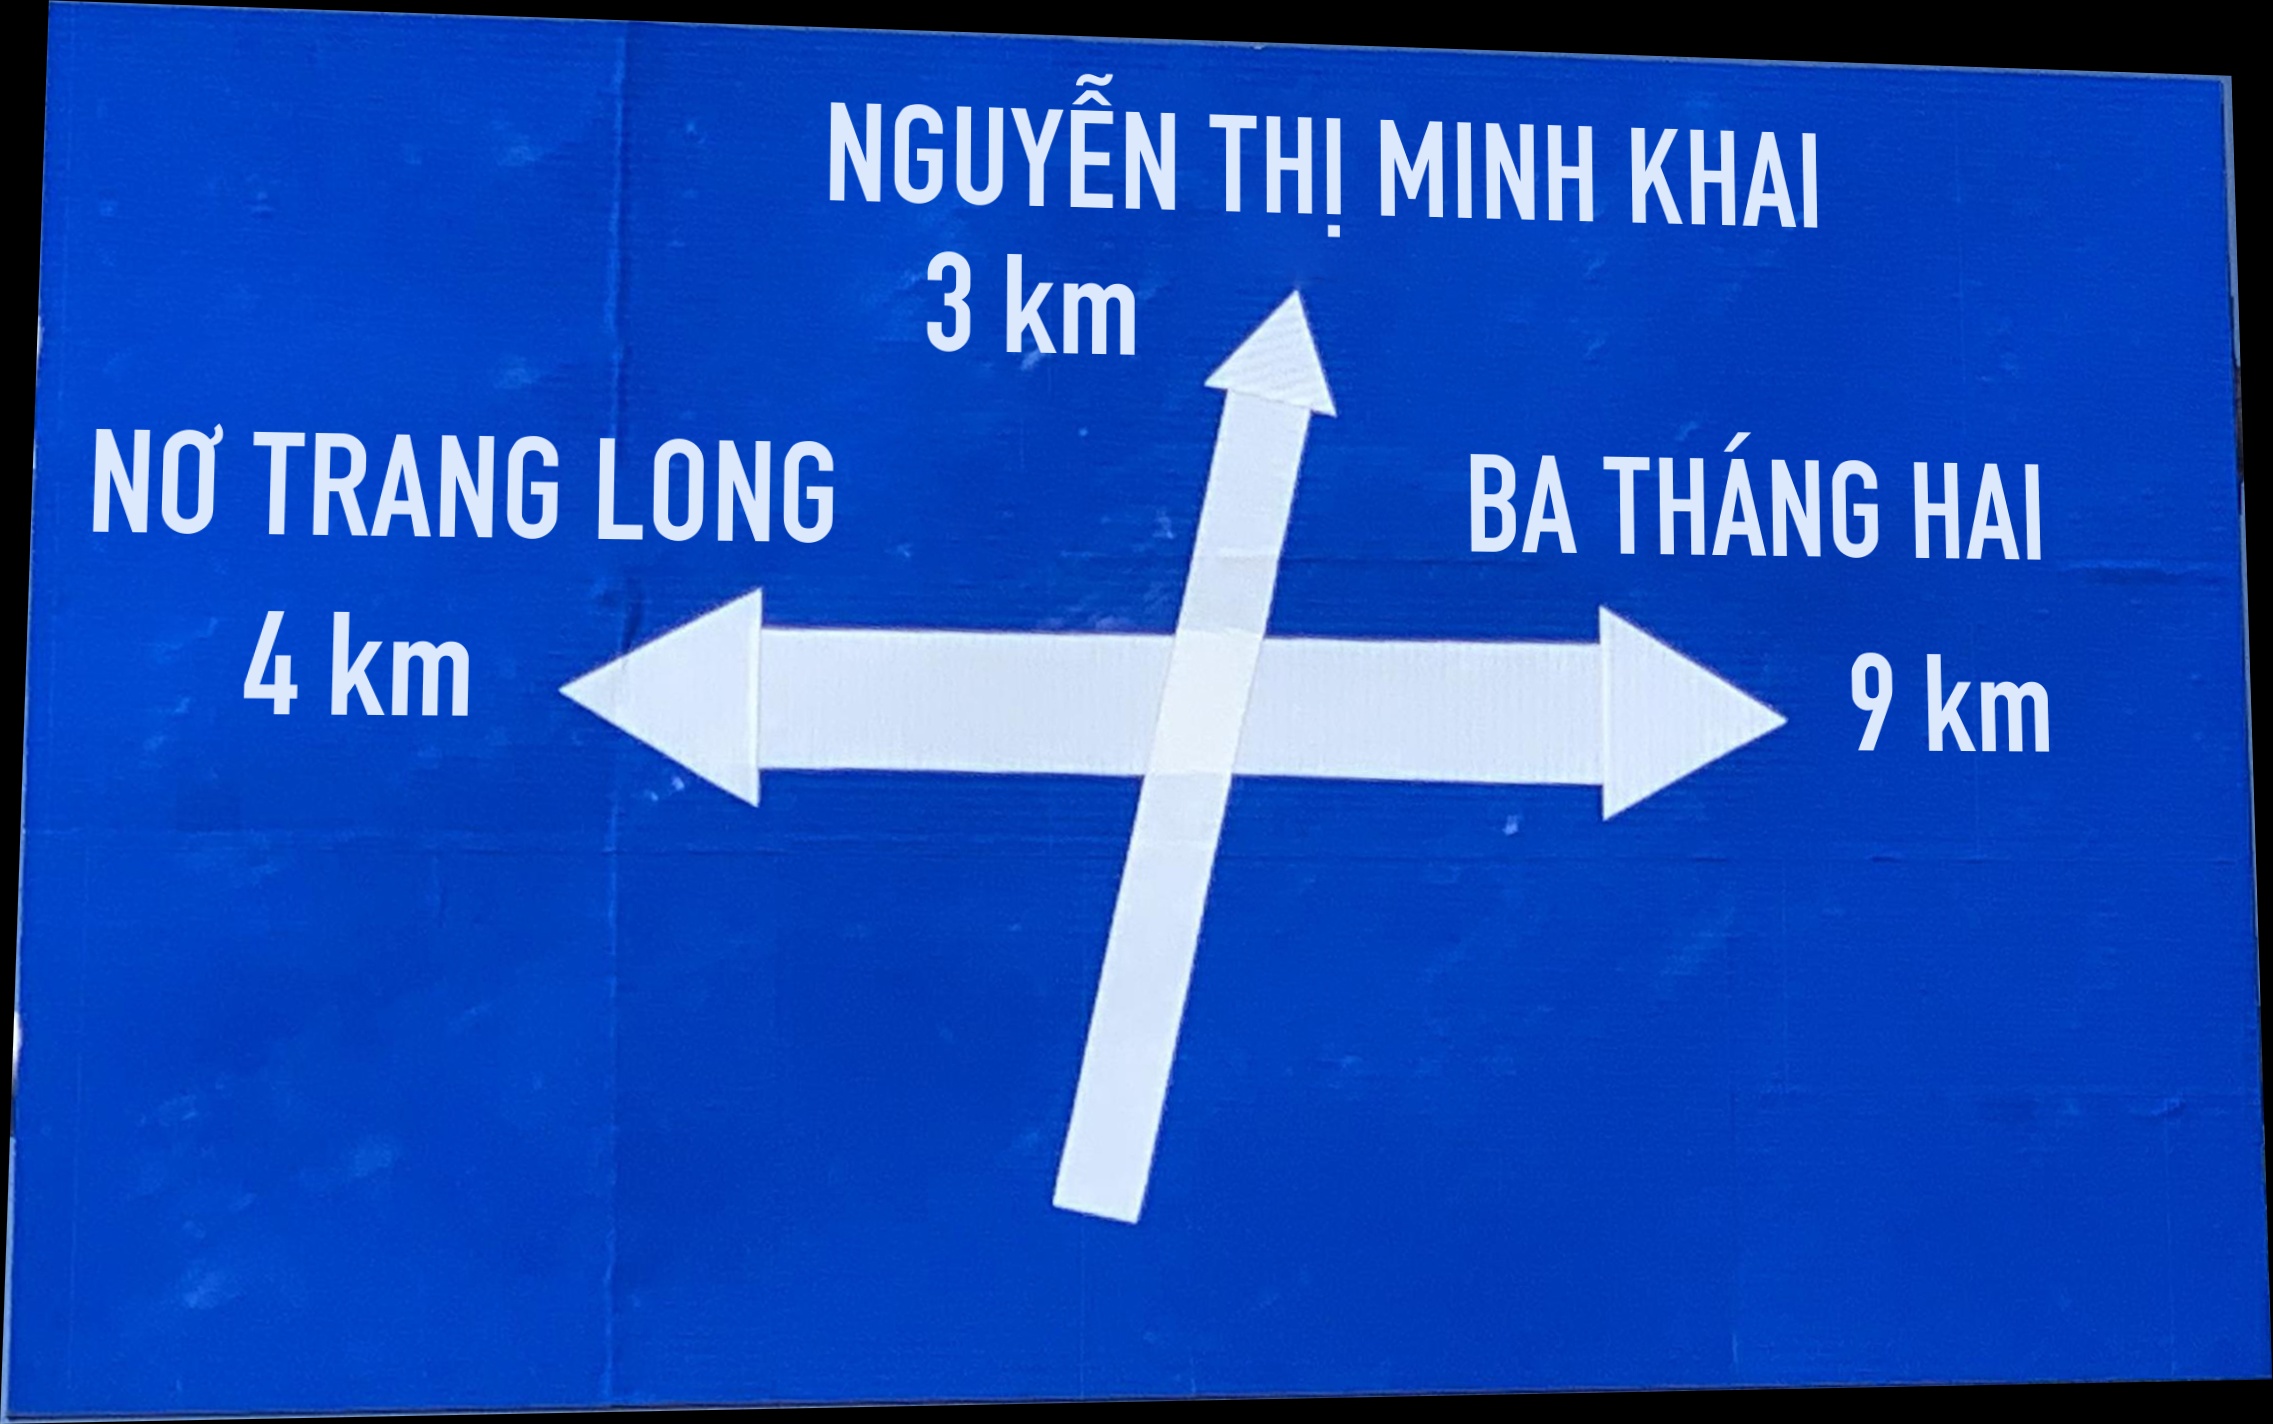 NGUYỄN THỊ MINH KHAI
3 km
NƠ TRANG LONG
4 km
BA THÁNG HAI
9 km